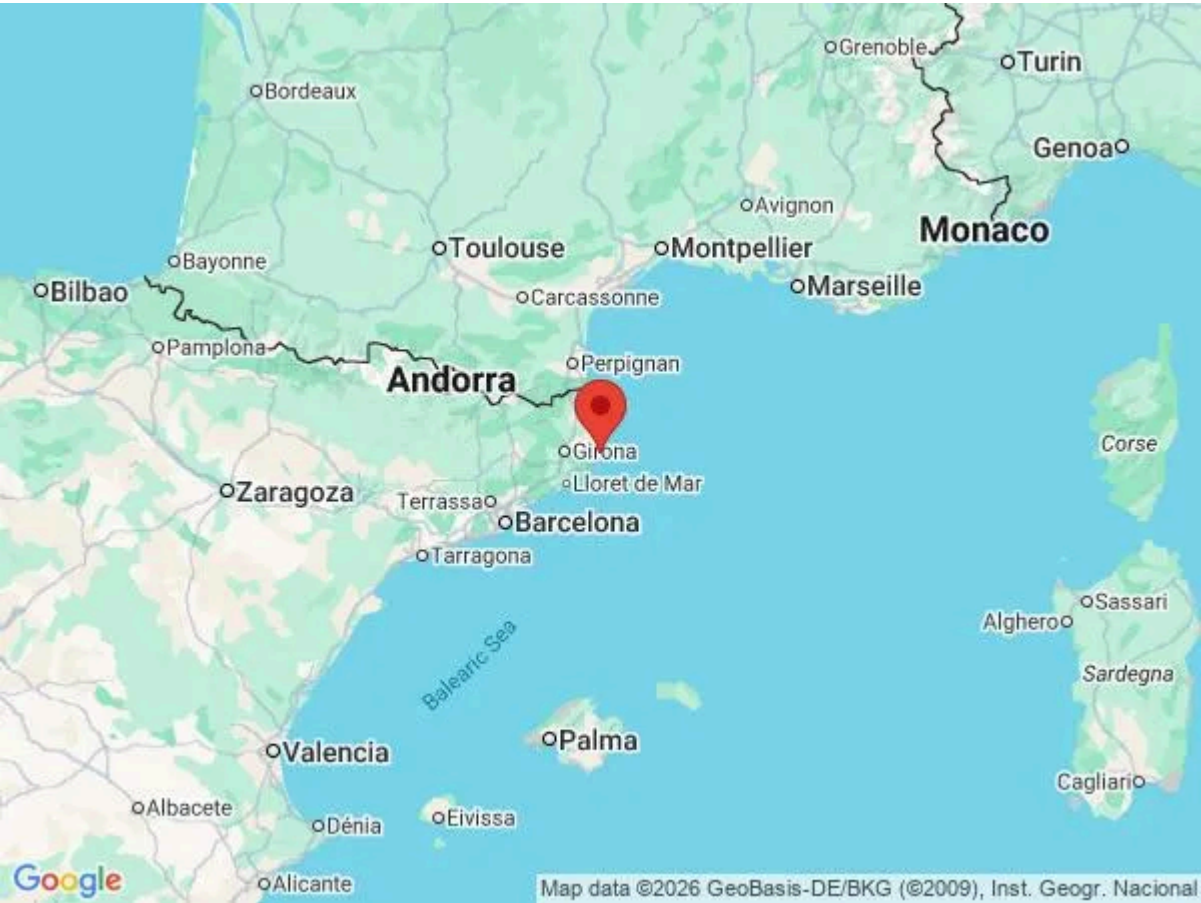 Grenoble
Turin
Bordeaux
Genoa
Avignon
Monaco
Toulouse
Montpellier
Bayonne
Marseille
Bilbao
Carcassonne
Pamplona
Perpignan
Andorra
Corse
Girona
Lloret de Mar
Zaragoza
Terrassa
Barcelona
Tarragona
Sassari
Alghero
Balearic Sea
Sardegna
Palma
Valencia
Cagliari
Albacete
Eivissa
Dénia
Google
Alicante
Map data ©2026 GeoBasis-DE/BKG (©2009), Inst. Geogr. Nacional